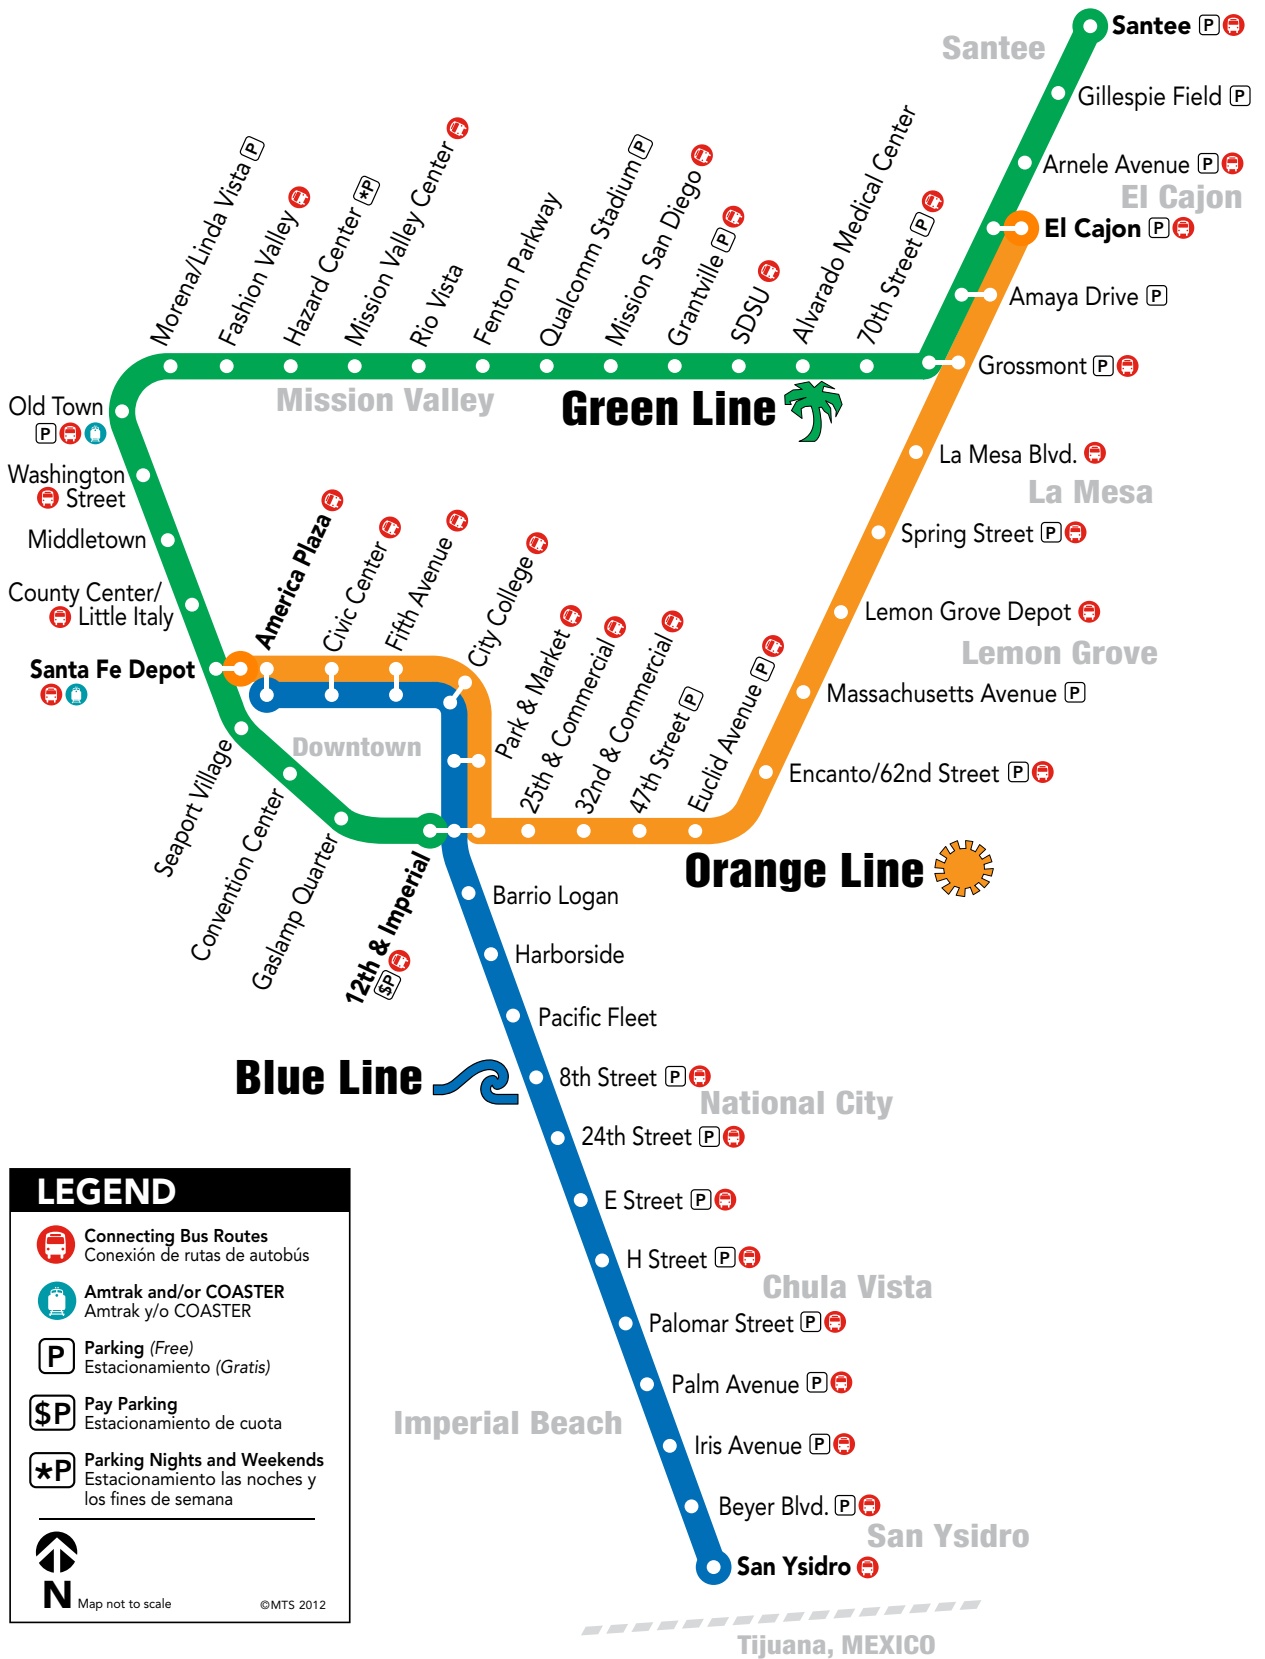 Santee P
Santee
Gillespie Field P
Arnele Avenue P
El Cajon
El Cajon P
Amaya Drive P
Grossmont P
Morena/Linda Vista P
Fashion Valley
Hazard Center *P
Mission Valley Center
Rio Vista
Fenton Parkway
Qualcomm Stadium P
Mission San Diego
Grantville P
SDSU
Alvarado Medical Center
70th Street P
Mission Valley
Green Line
Old Town
P
Washington
Street
Middletown
County Center/
Little Italy
Santa Fe Depot
America Plaza
Civic Center
Fifth Avenue
City College
Park & Market
25th & Commercial
32nd & Commercial
47th Street P
Euclid Avenue P
La Mesa Blvd.
La Mesa
Spring Street P
Lemon Grove Depot
Lemon Grove
Massachusetts Avenue P
Encanto/62nd Street P
Downtown
Orange Line
Seaport Village
Convention Center
Gaslamp Quarter
12th & Imperial
$P
Barrio Logan
Harborside
Pacific Fleet
Blue Line
8th Street P
National City
24th Street P
E Street P
H Street P
Chula Vista
Palomar Street P
Palm Avenue P
Imperial Beach
Iris Avenue P
Beyer Blvd. P
San Ysidro
San Ysidro
Tijuana, MEXICO
LEGEND
Connecting Bus Routes
Conexión de rutas de autobús
Amtrak and/or COASTER
Amtrak y/o COASTER
P Parking (Free)
Estacionamiento (Gratis)
$P Pay Parking
Estacionamiento de cuota
*P Parking Nights and Weekends
Estacionamiento las noches y
los fines de semana
N Map not to scale
©MTS 2012